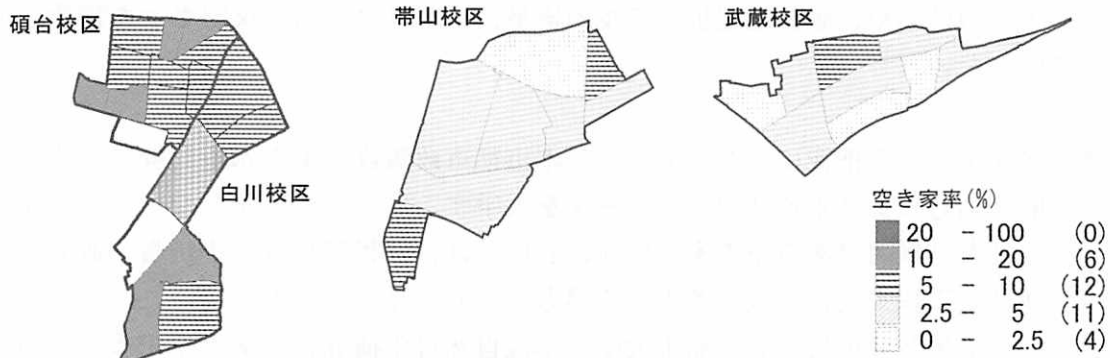 碩台校区
帯山校区
武蔵校区
白川校区
空き家率(%)
20 - 100 (0)
10 - 20 (6)
5 - 10 (12)
2.5 - 5 (11)
0 - 2.5 (4)